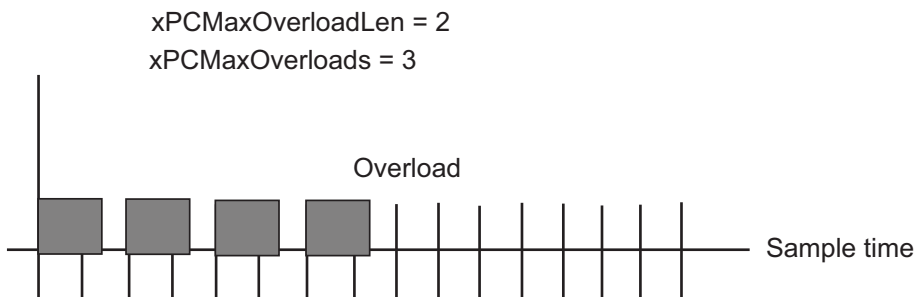 xPCMaxOverloadLen = 2
xPCMaxOverloads = 3
Overload
Sample time